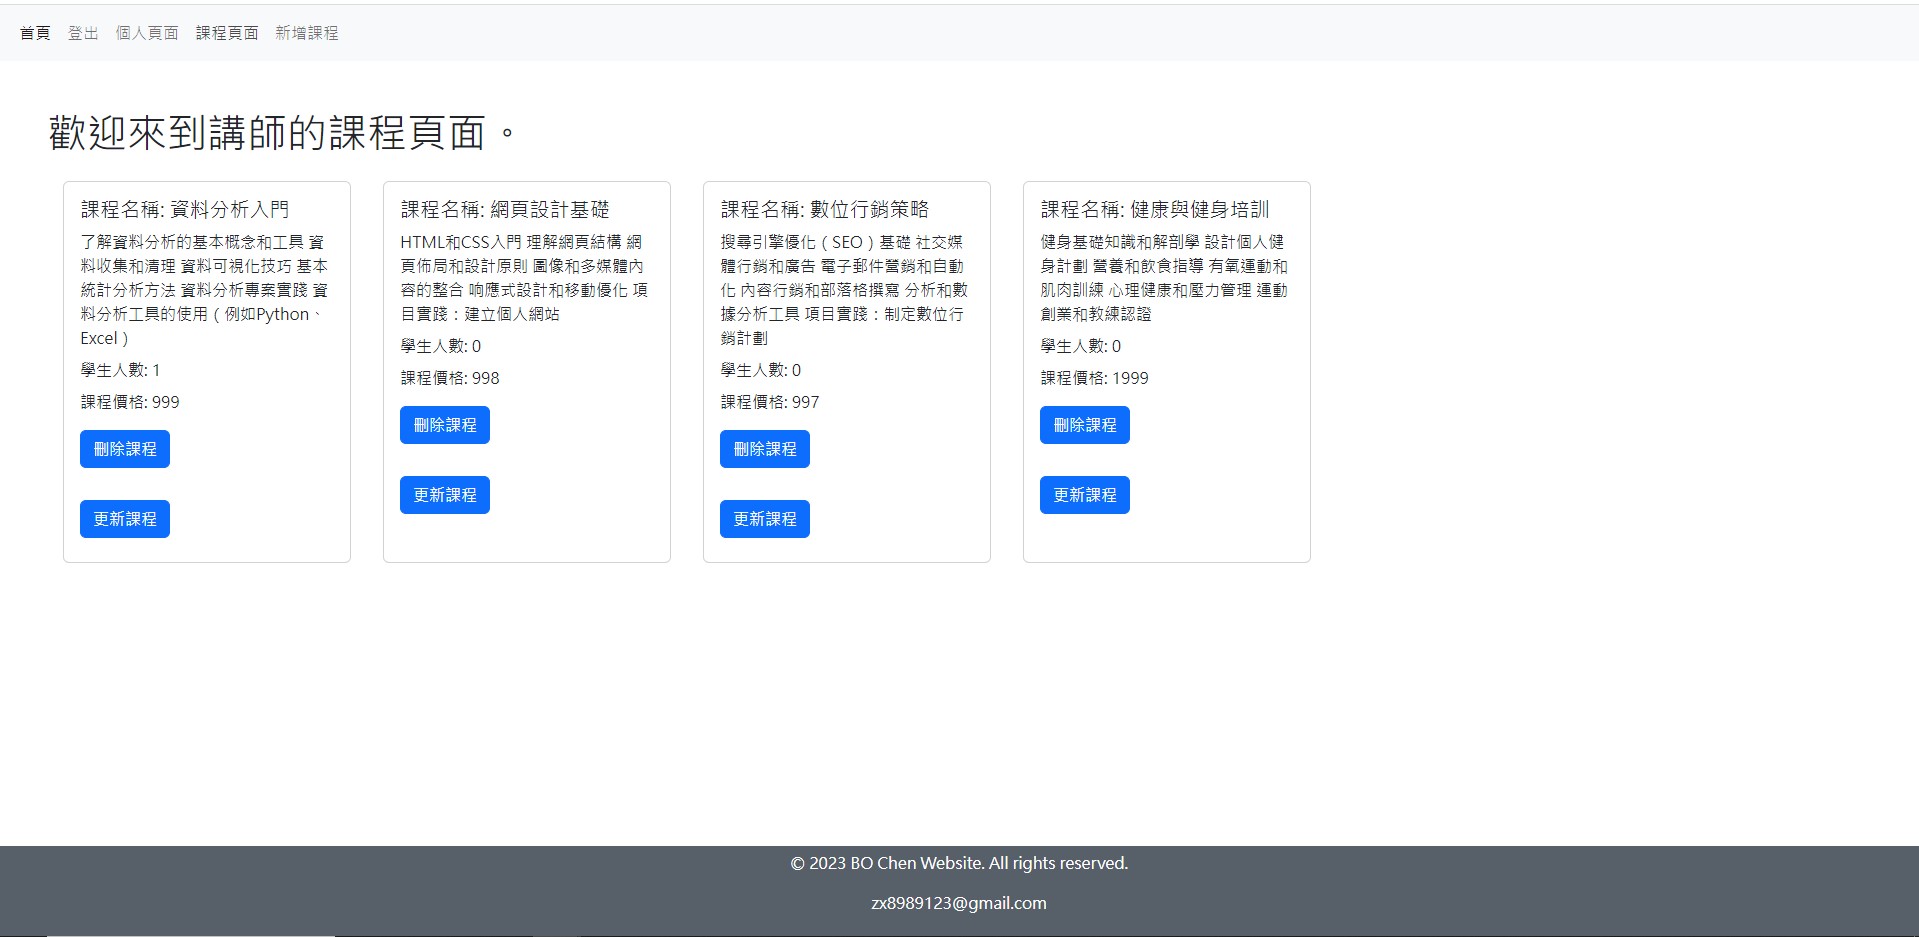 首頁 登出 個人頁面 課程頁面 新增課程
歡迎來到講師的課程頁面。
課程名稱: 資料分析入門
了解資料分析的基本概念和工具 資
料收集和清理 資料可視化技巧 基本
統計分析方法 資料分析專案實踐 資
料分析工具的使用（例如Python、
Excel）
學生人數: 1
課程價格: 999
刪除課程
更新課程
課程名稱: 網頁設計基礎
HTML和CSS入門 理解網頁結構 網
頁佈局和設計原則 圖像和多媒體內
容的整合 响應式設計和移動優化 項
目實踐：建立個人網站
學生人數: 0
課程價格: 998
刪除課程
更新課程
課程名稱: 數位行銷策略
搜尋引擎優化（SEO）基礎 社交媒
體行銷和廣告 電子郵件營銷和自動
化 內容行銷和部落格撰寫 分析和數
據分析工具 項目實踐：制定數位行
銷計劃
學生人數: 0
課程價格: 997
刪除課程
更新課程
課程名稱: 健康與健身培訓
健身基礎知識和解剖學 設計個人健
身計劃 營養和飲食指導 有氧運動和
肌肉訓練 心理健康和壓力管理 運動
創業和教練認證
學生人數: 0
課程價格: 1999
刪除課程
更新課程
© 2023 BO Chen Website. All rights reserved.
zx8989123@gmail.com